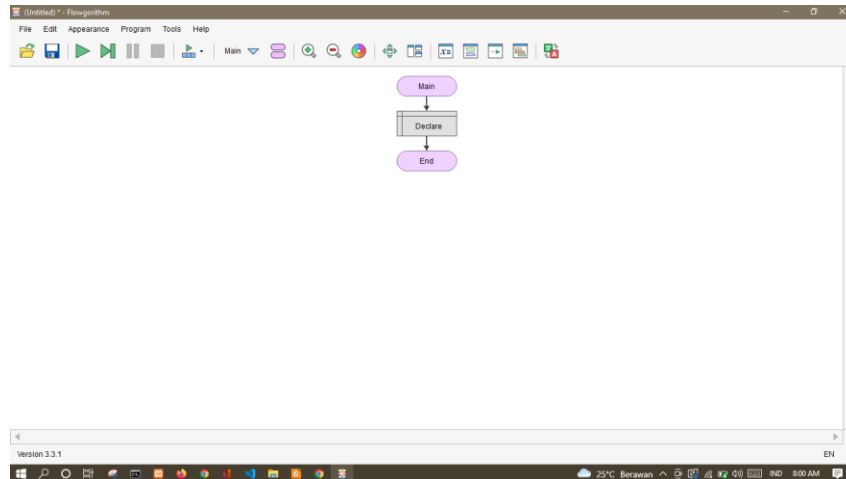 (Untitled) * - Flowgorithm
File Edit Appearance Program Tools Help
Main
Main
Declare
End
Version 3.3.1 EN
25°C Berawan IND 8:00 AM